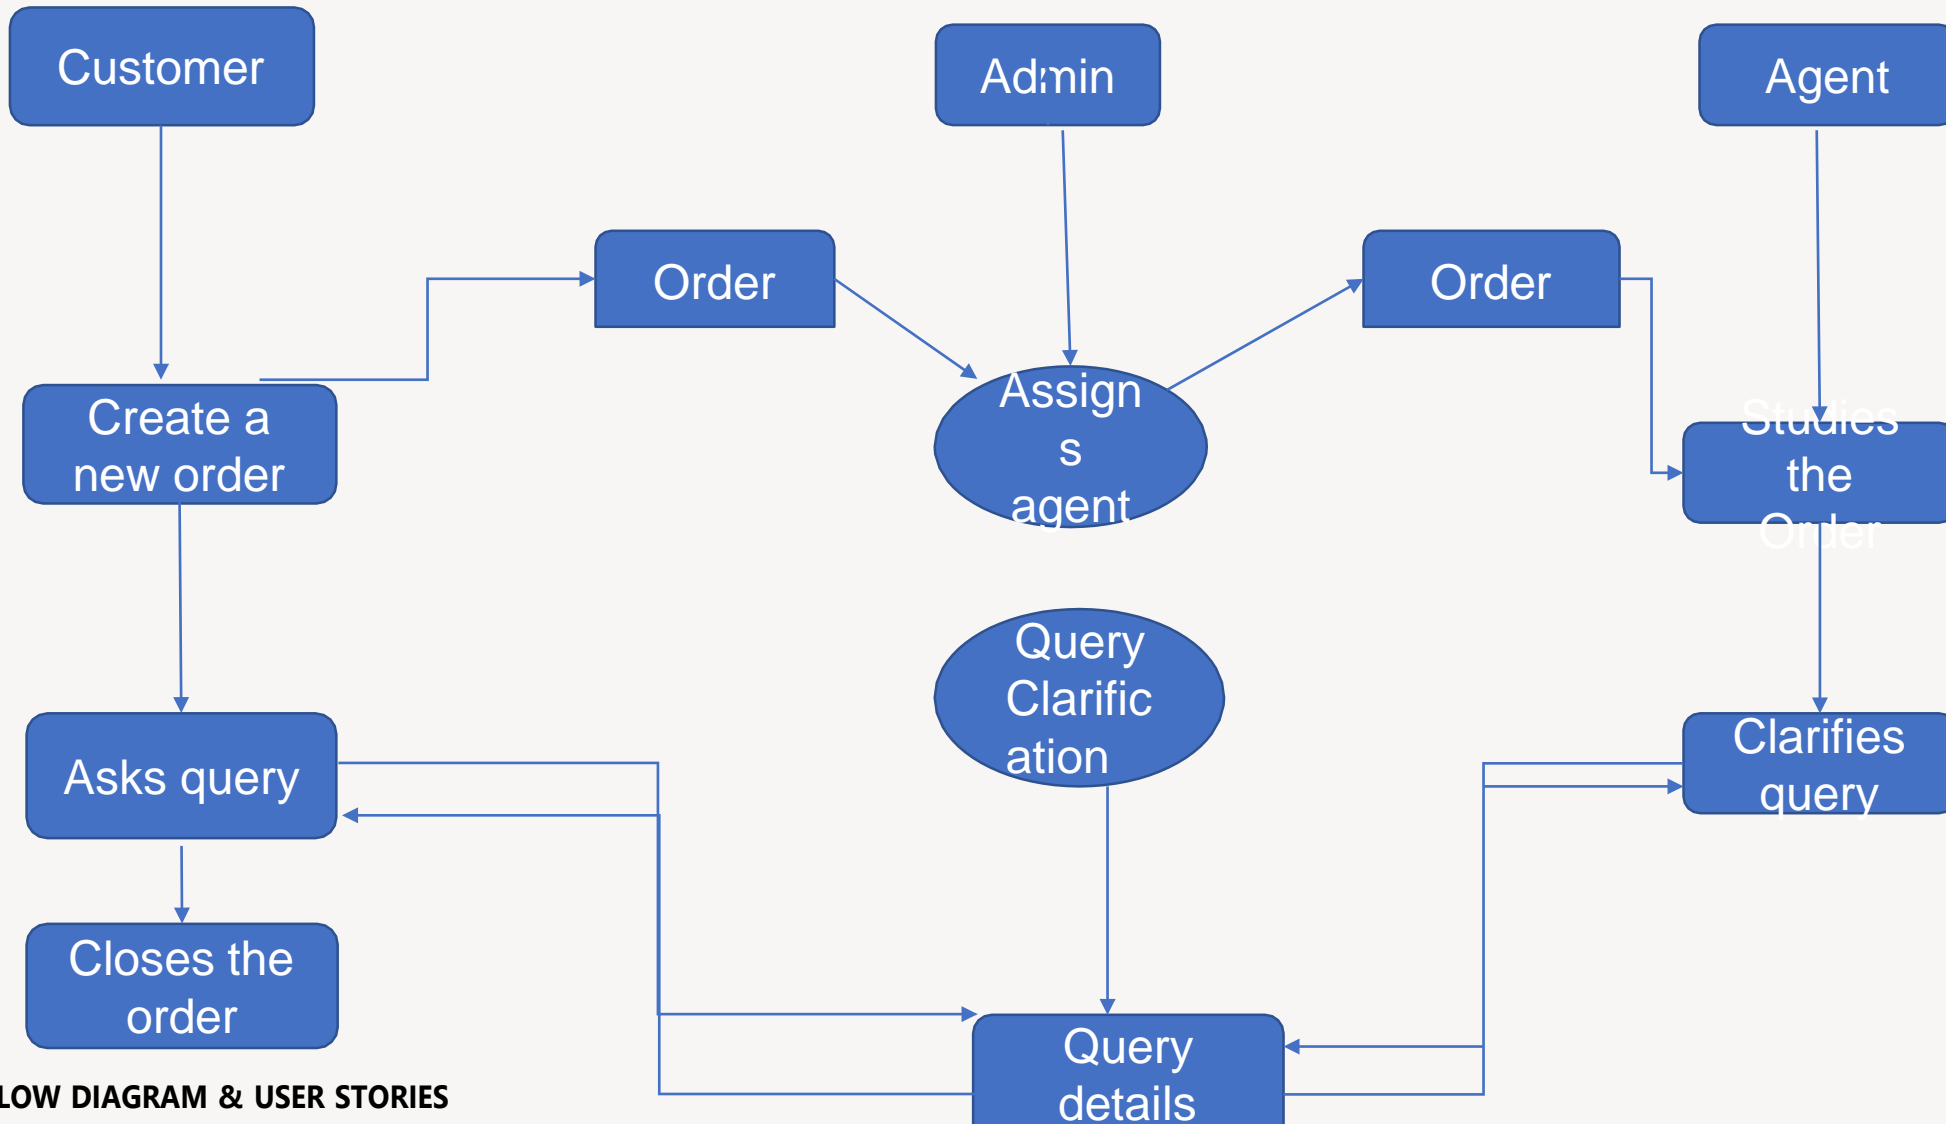 Customer
Admin
Agent
Order
Order
Create a
new order
Assign
s
agent
Studies
the
Order
Query
Clarific
ation
Asks query
Clarifies
query
Closes the
order
Query
details
LOW DIAGRAM & USER STORIES